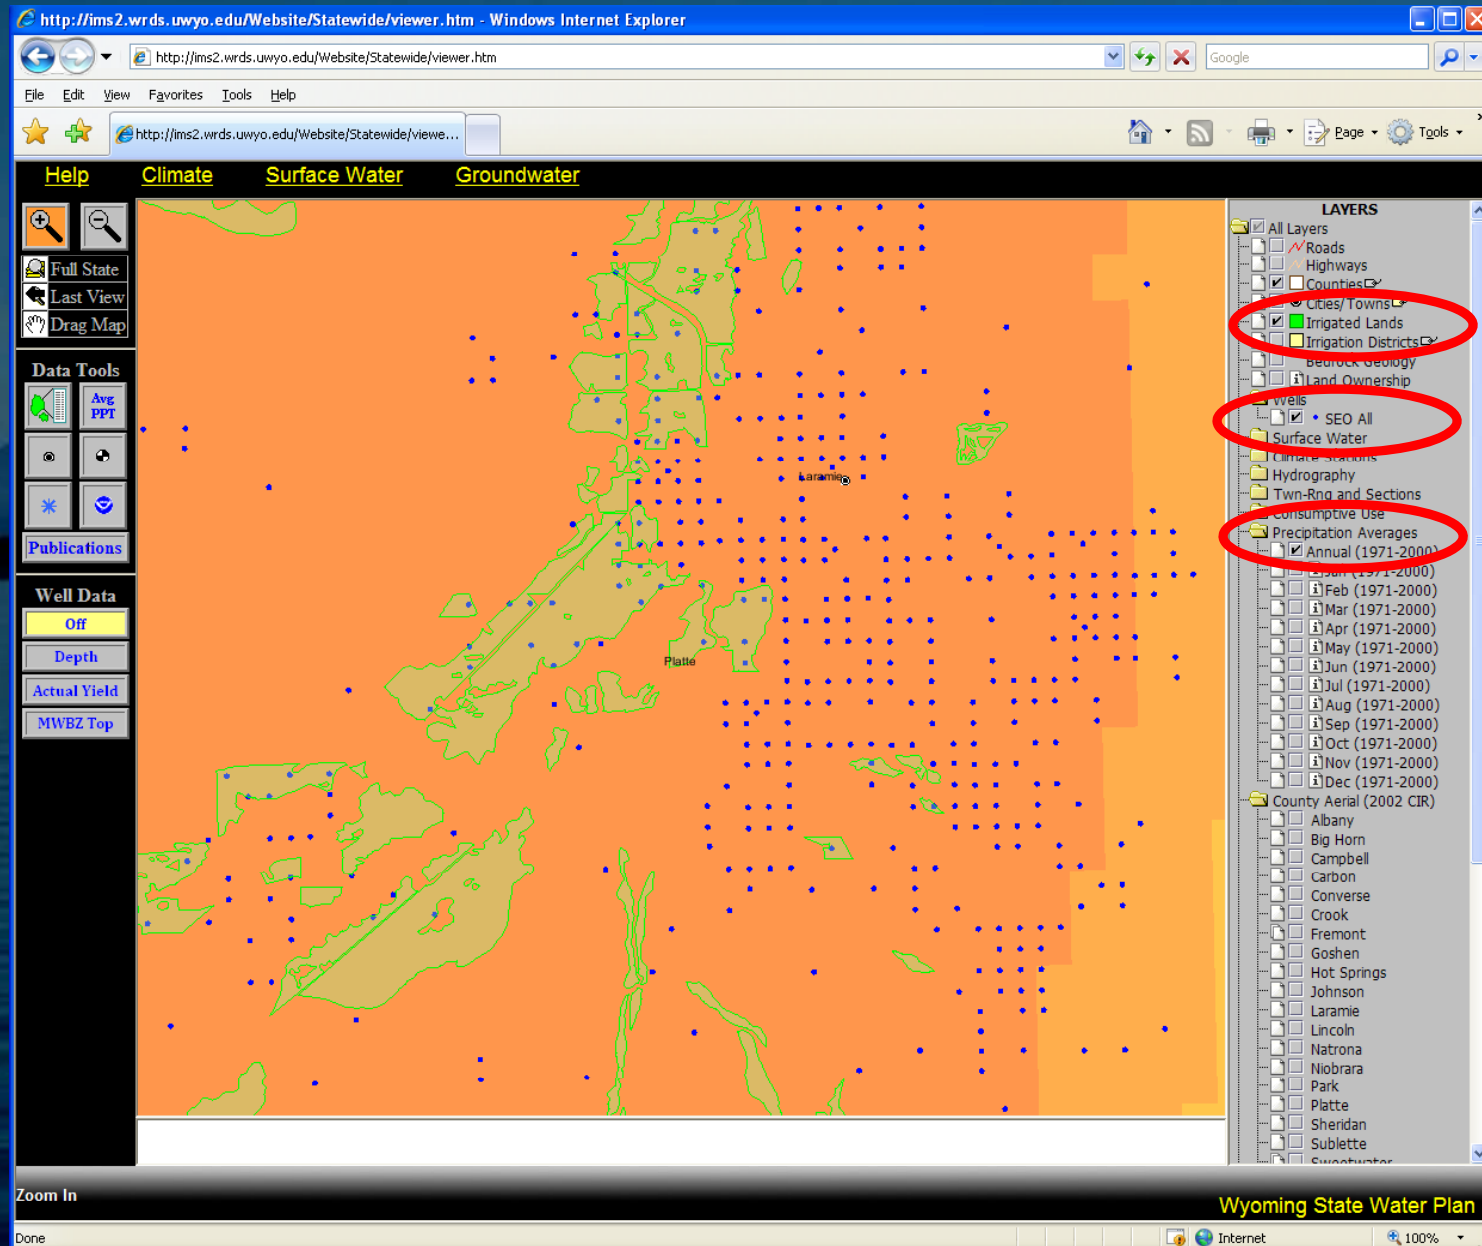 http://ims2.wrds.uwyo.edu/Website/Statewide/viewer.htm - Windows Internet Explorer
http://ims2.wrds.uwyo.edu/Website/Statewide/viewer.htm
Google
File Edit View Favorites Tools Help
http://ims2.wrds.uwyo.edu/Website/Statewide/viewe...
Page
Tools
Help Climate Surface Water Groundwater
Full State
Last View
Drag Map
Data Tools
Avg
PPT
Publications
Well Data
Off
Depth
Actual Yield
MWBZ Top
Laramie
Platte
LAYERS
All Layers
Roads
Highways
Counties
Cities/Towns
Irrigated Lands
Irrigation Districts
Bedrock Geology
Land Ownership
Wells
SEO All
Surface Water
Climate Stations
Hydrography
Twn-Rng and Sections
Consumptive Use
Precipitation Averages
Annual (1971-2000)
Jan (1971-2000)
Feb (1971-2000)
Mar (1971-2000)
Apr (1971-2000)
May (1971-2000)
Jun (1971-2000)
Jul (1971-2000)
Aug (1971-2000)
Sep (1971-2000)
Oct (1971-2000)
Nov (1971-2000)
Dec (1971-2000)
County Aerial (2002 CIR)
Albany
Big Horn
Campbell
Carbon
Converse
Crook
Fremont
Goshen
Hot Springs
Johnson
Laramie
Lincoln
Natrona
Niobrara
Park
Platte
Sheridan
Sublette
Sweetwater
Zoom In
Wyoming State Water Plan
Done
Internet
100%